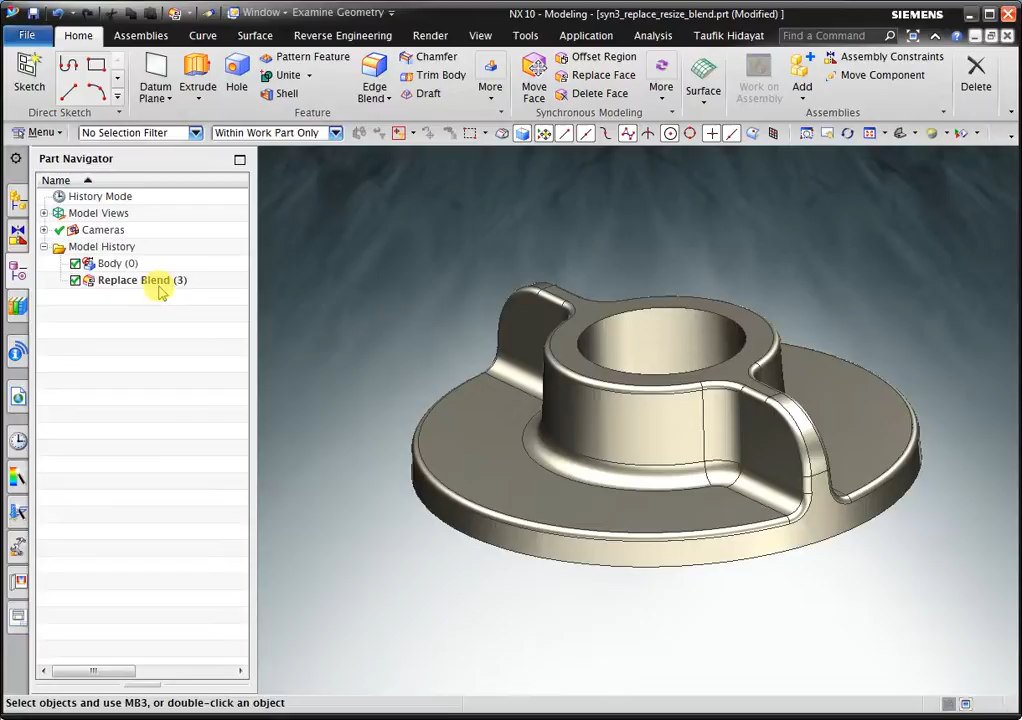 Window
Examine Geometry
NX 10 - Modeling - [syn3_replace_resize_blend.prt (Modified) ]
SIEMENS
File
Home
Assemblies
Curve
Surface
Reverse Engineering
Render
View
Tools
Application
Analysis
Taufik Hidayat
Find a Command
Sketch
Direct Sketch
Datum Plane
Extrude
Hole
Pattern Feature
Unite
Shell
Edge Blend
Chamfer
Trim Body
Draft
More
Feature
Move Face
Offset Region
Replace Face
Delete Face
More
Synchronous Modeling
Surface
Work on Assembly
Add
Assembly Constraints
Move Component
Assemblies
Delete
Menu
No Selection Filter
Within Work Part Only
Part Navigator
Name
History Mode
Model Views
Cameras
Model History
Body (0)
Replace Blend (3)
Select objects and use MB3, or double-click an object